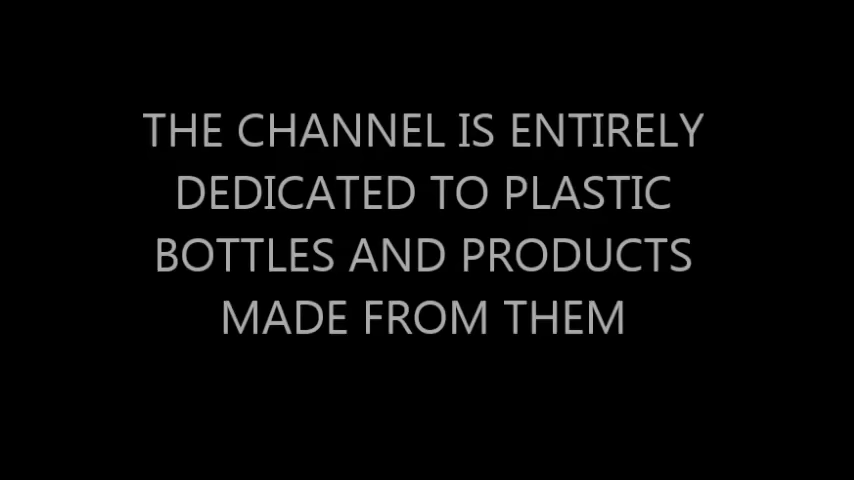 THE CHANNEL IS ENTIRELY
DEDICATED TO PLASTIC
BOTTLES AND PRODUCTS
MADE FROM THEM